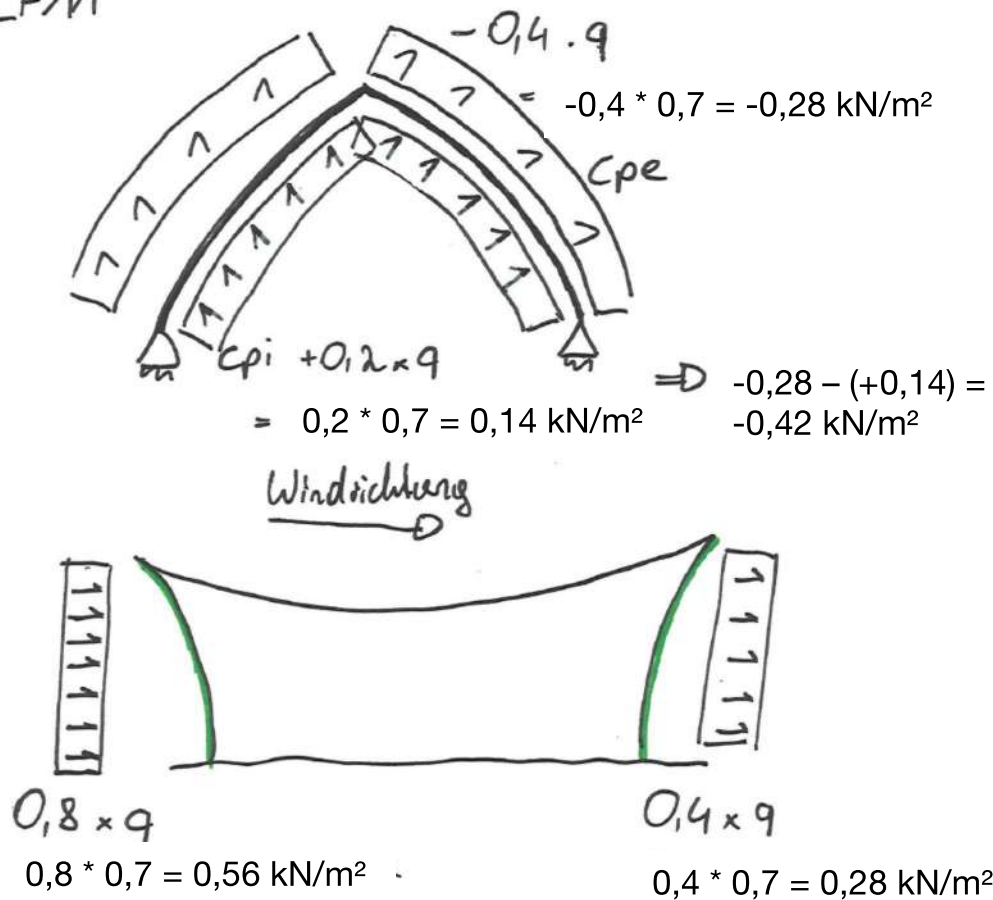 - 0,4 . q
= -0,4 * 0,7 = -0,28 kN/m²
Cpe
Cpi +0,2 x q
= 0,2 * 0,7 = 0,14 kN/m²
⇒ -0,28 – (+0,14) =
-0,42 kN/m²
Windrichtung
0,8 x q
0,8 * 0,7 = 0,56 kN/m²
0,4 x q
0,4 * 0,7 = 0,28 kN/m²